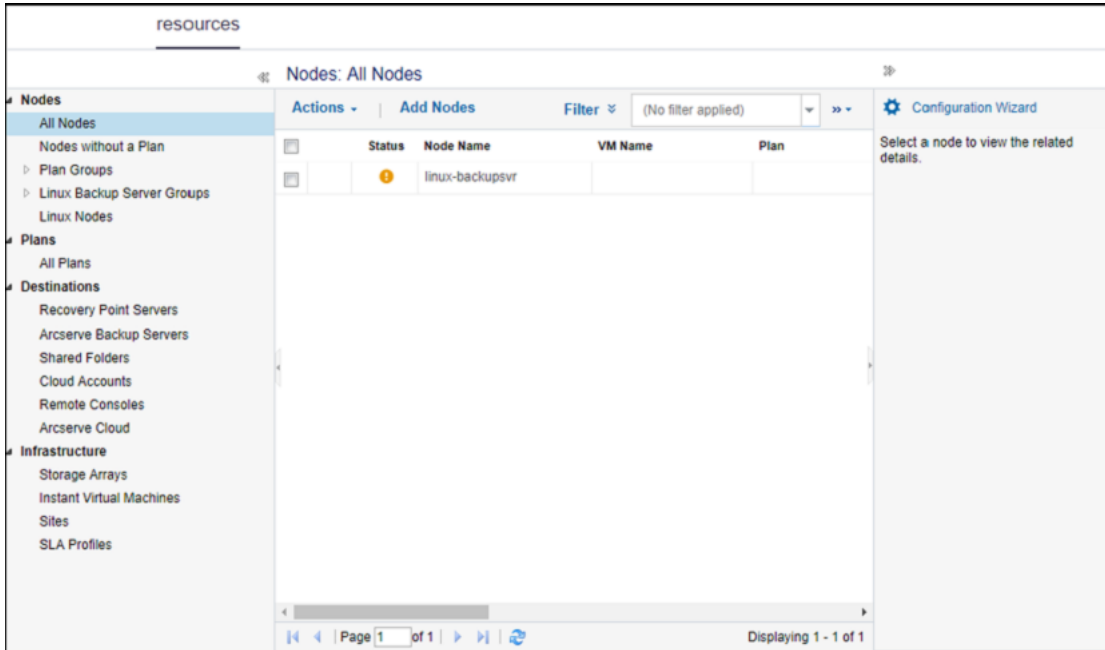 resources
Nodes: All Nodes
Nodes
All Nodes
Nodes without a Plan
Plan Groups
Linux Backup Server Groups
Linux Nodes
Plans
All Plans
Destinations
Recovery Point Servers
Arcserve Backup Servers
Shared Folders
Cloud Accounts
Remote Consoles
Arcserve Cloud
Infrastructure
Storage Arrays
Instant Virtual Machines
Sites
SLA Profiles
Actions | Add Nodes Filter (No filter applied)
Status Node Name VM Name Plan
linux-backupsvr
Page 1 of 1 Displaying 1 - 1 of 1
Configuration Wizard
Select a node to view the related
details.